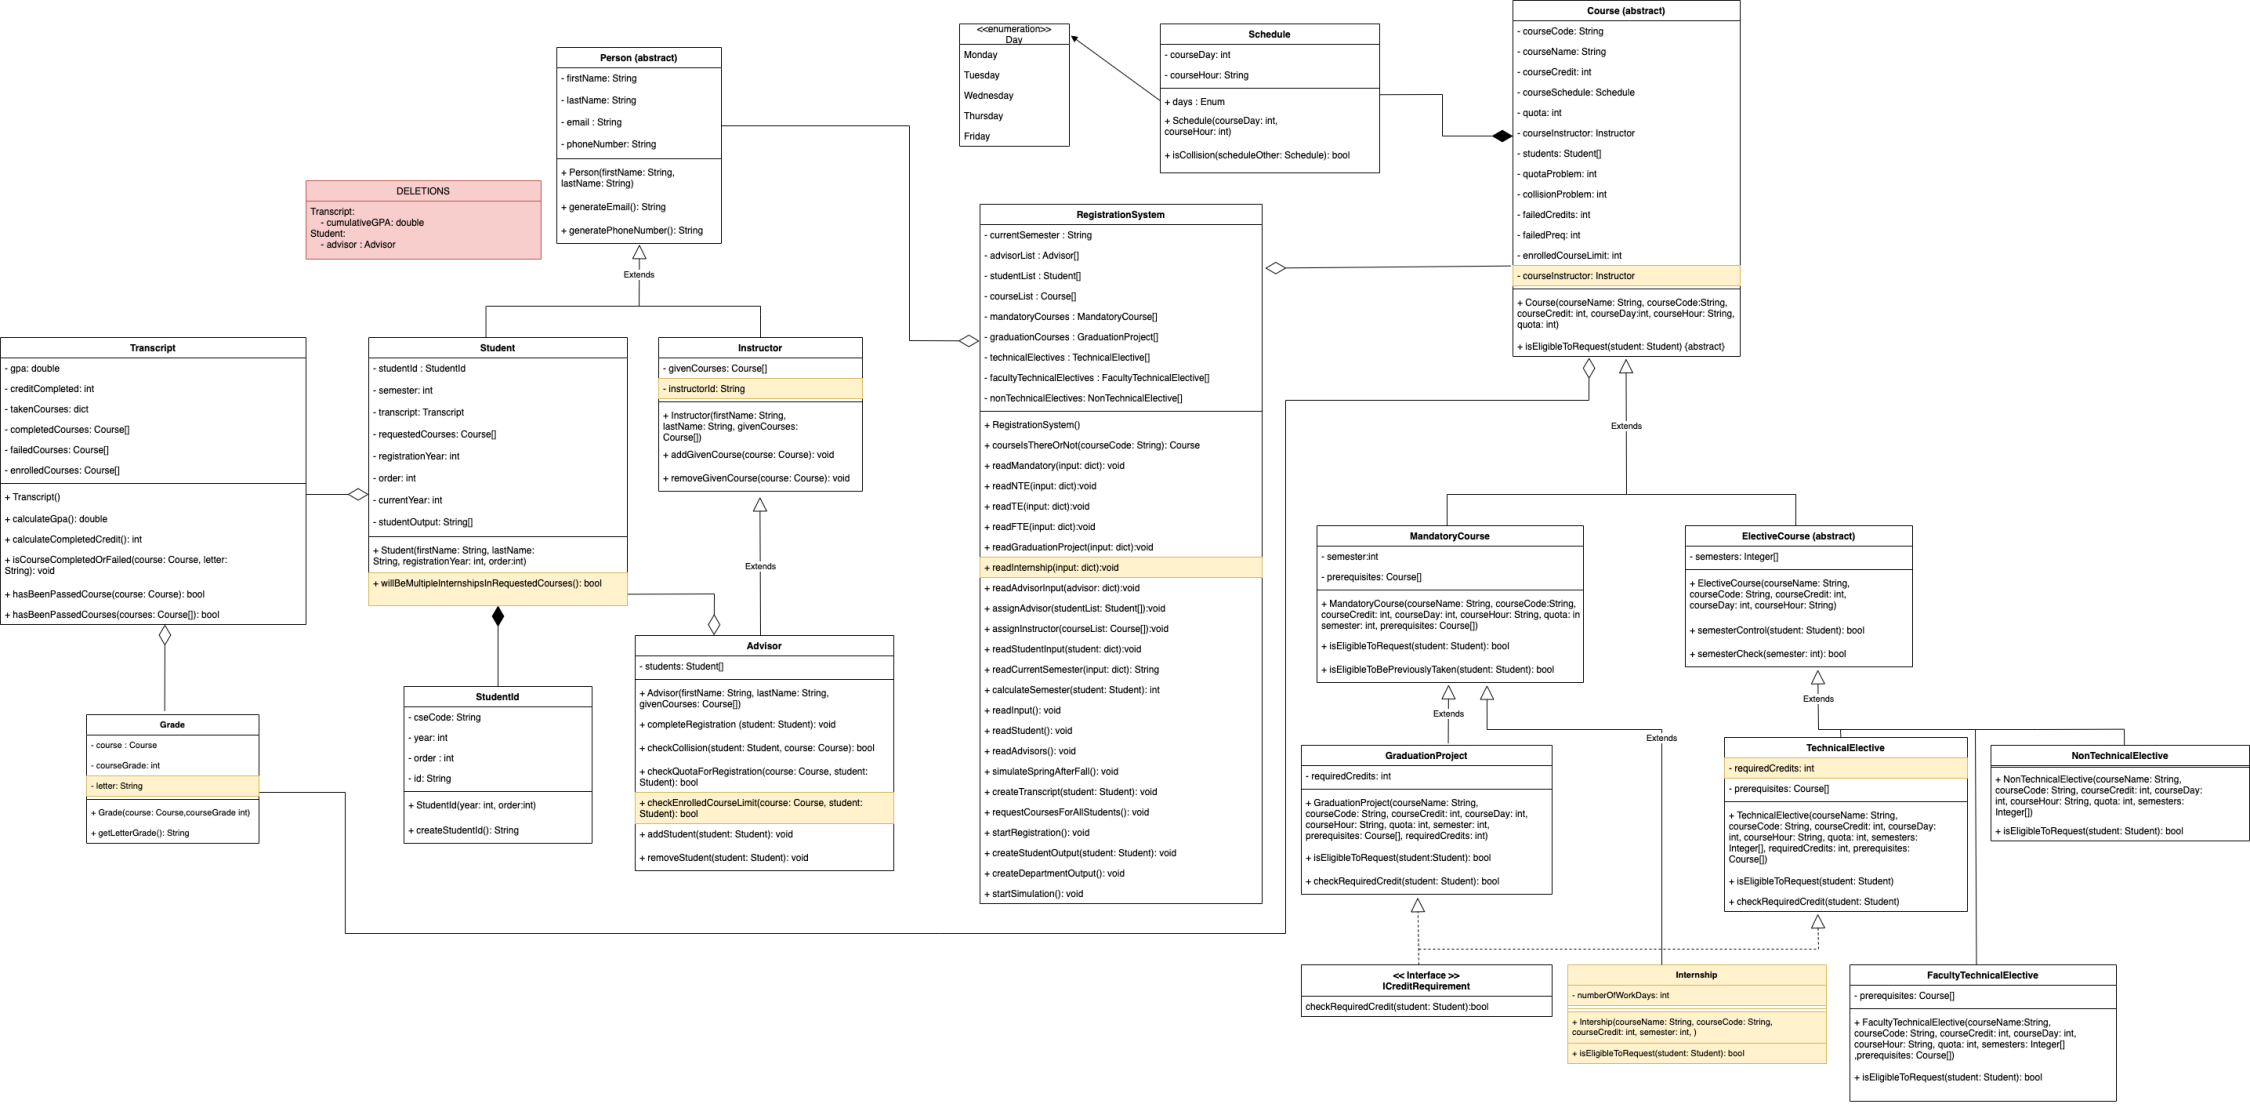 Person (abstract)
- firstName: String
- lastName: String
- email : String
- phoneNumber: String
+ Person(firstName: String,
lastName: String)
+ generateEmail(): String
+ generatePhoneNumber(): String
Extends
DELETIONS
Transcript:
- cumulativeGPA: double
Student:
- advisor : Advisor
<<enumeration>>
Day
Monday
Tuesday
Wednesday
Thursday
Friday
Schedule
- courseDay: int
- courseHour: String
+ days : Enum
+ Schedule(courseDay: int,
courseHour: int)
+ isCollision(scheduleOther: Schedule): bool
Course (abstract)
- courseCode: String
- courseName: String
- courseCredit: int
- courseSchedule: Schedule
- quota: int
- courseInstructor: Instructor
- students: Student[]
- quotaProblem: int
- collisionProblem: int
- failedCredits: int
- failedPreq: int
- enrolledCourseLimit: int
- courseInstructor: Instructor
+ Course(courseName: String, courseCode:String,
courseCredit: int, courseDay:int, courseHour: String,
quota: int)
+ isEligibleToRequest(student: Student) {abstract}
Extends
Transcript
- gpa: double
- creditCompleted: int
- takenCourses: dict
- completedCourses: Course[]
- failedCourses: Course[]
- enrolledCourses: Course[]
+ Transcript()
+ calculateGpa(): double
+ calculateCompletedCredit(): int
+ isCourseCompletedOrFailed(course: Course, letter:
String): void
+ hasBeenPassedCourse(course: Course): bool
+ hasBeenPassedCourses(courses: Course[]): bool
Student
- studentId : StudentId
- semester: int
- transcript: Transcript
- requestedCourses: Course[]
- registrationYear: int
- order: int
- currentYear: int
- studentOutput: String[]
+ Student(firstName: String, lastName:
String, registrationYear: int, order:int)
+ willBeMultipleInternshipsInRequestedCourses(): bool
Instructor
- givenCourses: Course[]
- instructorId: String
+ Instructor(firstName: String,
lastName: String, givenCourses:
Course[])
+ addGivenCourse(course: Course): void
+ removeGivenCourse(course: Course): void
Extends
RegistrationSystem
- currentSemester : String
- advisorList : Advisor[]
- studentList : Student[]
- courseList : Course[]
- mandatoryCourses : MandatoryCourse[]
- graduationCourses : GraduationProject[]
- technicalElectives : TechnicalElective[]
- facultyTechnicalElectives : FacultyTechnicalElective[]
- nonTechnicalElectives: NonTechnicalElective[]
+ RegistrationSystem()
+ courseIsThereOrNot(courseCode: String): Course
+ readMandatory(input: dict): void
+ readNTE(input: dict):void
+ readTE(input: dict):void
+ readFTE(input: dict):void
+ readGraduationProject(input: dict):void
+ readInternship(input: dict):void
+ readAdvisorInput(advisor: dict):void
+ assignAdvisor(studentList: Student[]):void
+ assignInstructor(courseList: Course[]):void
+ readStudentInput(student: dict):void
+ readCurrentSemester(input: dict): String
+ calculateSemester(student: Student): int
+ readInput(): void
+ readStudent(): void
+ readAdvisors(): void
+ simulateSpringAfterFall(): void
+ createTranscript(student: Student): void
+ requestCoursesForAllStudents(): void
+ startRegistration(): void
+ createStudentOutput(student: Student): void
+ createDepartmentOutput(): void
+ startSimulation(): void
Grade
- course : Course
- courseGrade: int
- letter: String
+ Grade(course: Course,courseGrade int)
+ getLetterGrade(): String
StudentId
- cseCode: String
- year: int
- order : int
- id: String
+ StudentId(year: int, order:int)
+ createStudentId(): String
Advisor
- students: Student[]
+ Advisor(firstName: String, lastName: String,
givenCourses: Course[])
+ completeRegistration (student: Student): void
+ checkCollision(student: Student, course: Course): bool
+ checkQuotaForRegistration(course: Course, student:
Student): bool
+ checkEnrolledCourseLimit(course: Course, student:
Student): bool
+ addStudent(student: Student): void
+ removeStudent(student: Student): void
MandatoryCourse
- semester:int
- prerequisites: Course[]
+ MandatoryCourse(courseName: String, courseCode:String,
courseCredit: int, courseDay: int, courseHour: String, quota: in
semester: int, prerequisites: Course[])
+ isEligibleToRequest(student: Student): bool
+ isEligibleToBePreviouslyTaken(student: Student): bool
Extends
Extends
ElectiveCourse (abstract)
- semesters: Integer[]
+ ElectiveCourse(courseName: String,
courseCode: String, courseCredit: int,
courseDay: int, courseHour: String)
+ semesterControl(student: Student): bool
+ semesterCheck(semester: int): bool
Extends
GraduationProject
- requiredCredits: int
+ GraduationProject(courseName: String,
courseCode: String, courseCredit: int, courseDay: int,
courseHour: String, quota: int, semester: int,
prerequisites: Course[], requiredCredits: int)
+ isEligibleToRequest(student:Student): bool
+ checkRequiredCredit(student: Student): bool
TechnicalElective
- requiredCredits: int
- prerequisites: Course[]
+ TechnicalElective(courseName: String,
courseCode: String, courseCredit: int, courseDay:
int, courseHour: String, quota: int, semesters:
Integer[], requiredCredits: int, prerequisites:
Course[])
+ isEligibleToRequest(student: Student)
+ checkRequiredCredit(student: Student)
NonTechnicalElective
+ NonTechnicalElective(courseName: String,
courseCode: String, courseCredit: int, courseDay:
int, courseHour: String, quota: int, semesters:
Integer[])
+ isEligibleToRequest(student: Student): bool
<< Interface >>
ICreditRequirement
checkRequiredCredit(student: Student):bool
Internship
- numberOfWorkDays: int
+ Intership(courseName: String, courseCode: String,
courseCredit: int, semester: int, )
+ isEligibleToRequest(student: Student): bool
FacultyTechnicalElective
- prerequisites: Course[]
+ FacultyTechnicalElective(courseName:String,
courseCode: String, courseCredit: int, courseDay: int,
courseHour: String, quota: int, semesters: Integer[]
,prerequisites: Course[])
+ isEligibleToRequest(student: Student): bool